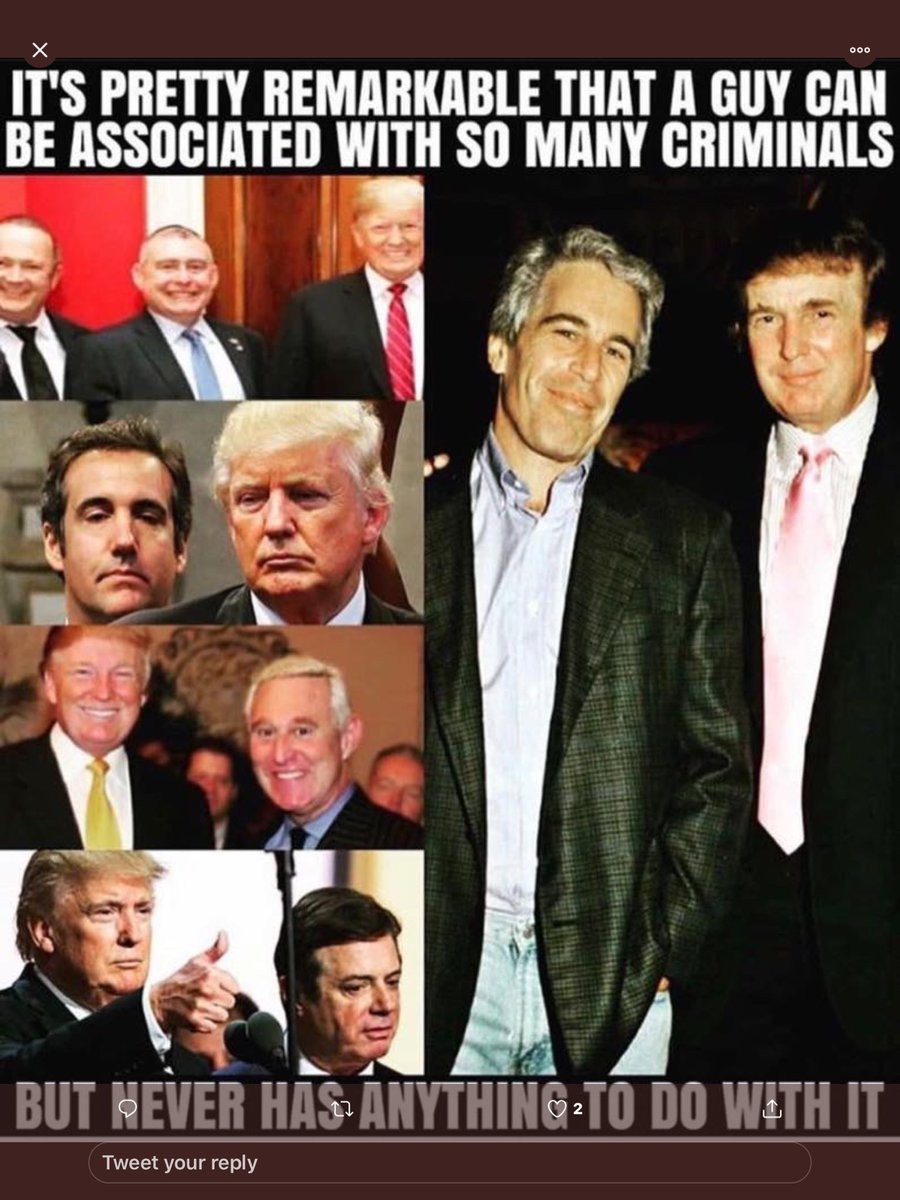 IT'S PRETTY REMARKABLE THAT A GUY CAN
BE ASSOCIATED WITH SO MANY CRIMINALS
BUT NEVER HAS ANYTHING TO DO WITH IT
2
Tweet your reply